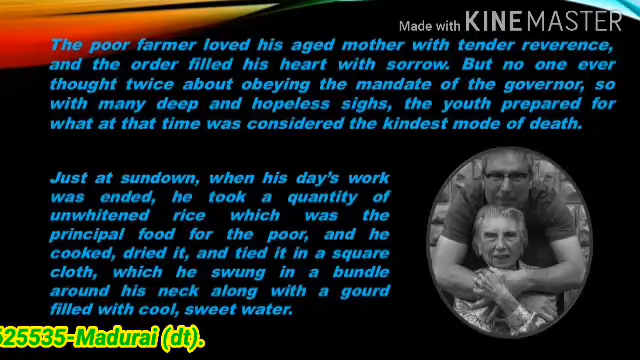 Made with KINEMASTER
The poor farmer loved his aged mother with tender reverence,
and the order filled his heart with sorrow. But no one ever
thought twice about obeying the mandate of the governor, so
with many deep and hopeless sighs, the youth prepared for
what at that time was considered the kindest mode of death.
Just at sundown, when his day's work
was ended, he took a quantity of
unwhitened rice which was the
principal food for the poor, and he
cooked, dried it, and tied it in a square
cloth, which he swung in a bundle
around his neck along with a gourd
filled with cool, sweet water.
525535-Madurai (dt).